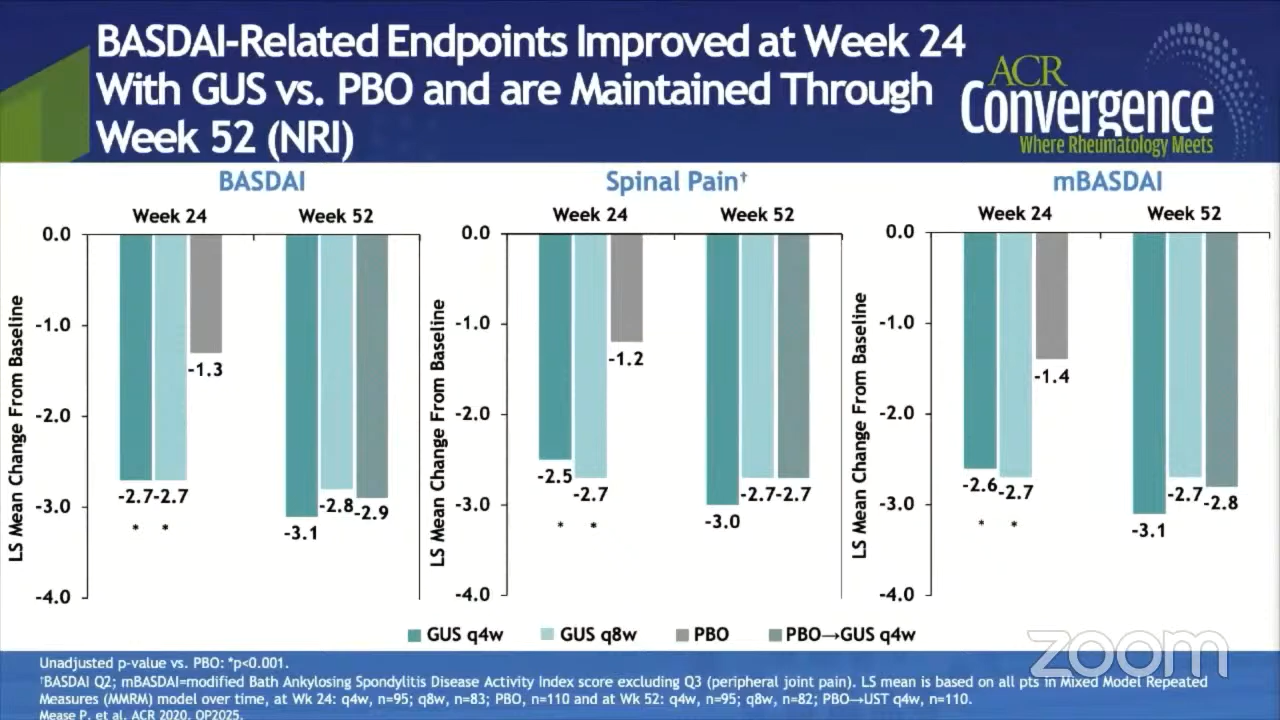 BASDAI-Related Endpoints Improved at Week 24
With GUS vs. PBO and are Maintained Through
Week 52 (NRI)
ACR
Convergence
Where Rheumatology Meets
BASDAI
Week 24
Week 52
LS Mean Change From Baseline
0.0
-1.0
-2.0
-3.0
-4.0
-2.7
-2.7
-1.3
* *
-3.1
-2.8
-2.9
Spinal Pain†
Week 24
Week 52
LS Mean Change From Baseline
0.0
-1.0
-2.0
-3.0
-4.0
-2.5
-2.7
-1.2
* *
-3.0
-2.7
-2.7
mBASDAI
Week 24
Week 52
LS Mean Change From Baseline
0.0
-1.0
-2.0
-3.0
-4.0
-2.6
-2.7
-1.4
* *
-3.1
-2.7
-2.8
GUS q4w GUS q8w PBO PBO→GUS q4w
zoom
Unadjusted p-value vs. PBO: *p<0.001.
†BASDAI Q2; mBASDAI=modified Bath Ankylosing Spondylitis Disease Activity Index score excluding Q3 (peripheral joint pain). LS mean is based on all pts in Mixed Model Repeated
Measures (MMRM) model over time, at Wk 24: q4w, n=95; q8w, n=83; PBO, n=110 and at Wk 52: q4w, n=95; q8w, n=82; PBO→UST q4w, n=110.
Mease P, et al. ACR 2020. OP2025.